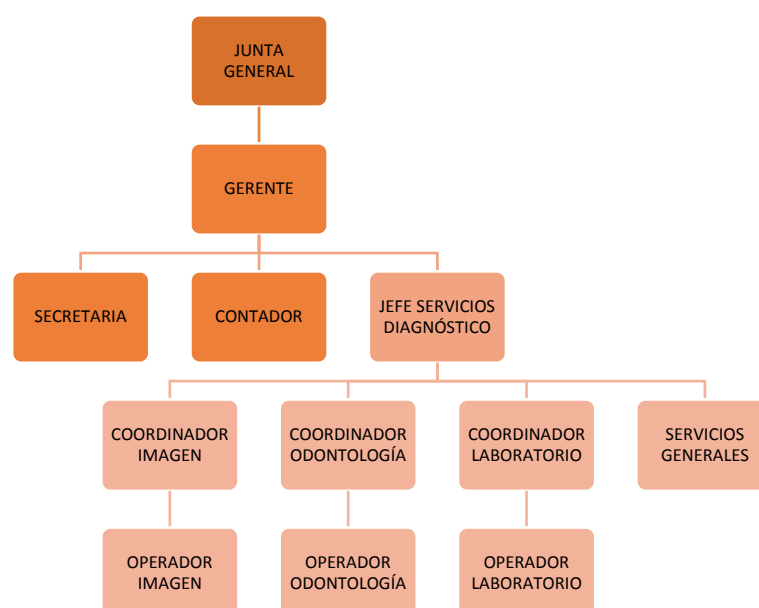 JUNTA
GENERAL
GERENTE
SECRETARIA
CONTADOR
JEFE SERVICIOS
DIAGNÓSTICO
COORDINADOR
IMAGEN
COORDINADOR
ODONTOLOGÍA
COORDINADOR
LABORATORIO
SERVICIOS
GENERALES
OPERADOR
IMAGEN
OPERADOR
ODONTOLOGÍA
OPERADOR
LABORATORIO